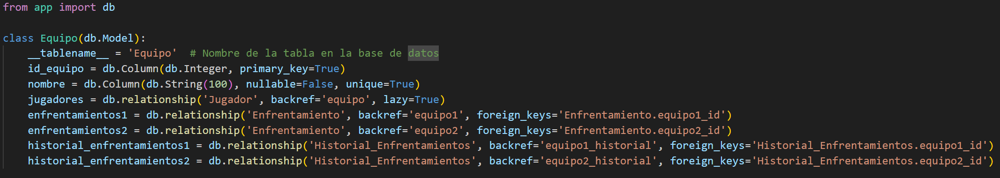 from app import db
class Equipo(db.Model):
    __tablename__ = 'Equipo'  # Nombre de la tabla en la base de datos
    id_equipo = db.Column(db.Integer, primary_key=True)
    nombre = db.Column(db.String(100), nullable=False, unique=True)
    jugadores = db.relationship('Jugador', backref='equipo', lazy=True)
    enfrentamientos1 = db.relationship('Enfrentamiento', backref='equipo1', foreign_keys='Enfrentamiento.equipo1_id')
    enfrentamientos2 = db.relationship('Enfrentamiento', backref='equipo2', foreign_keys='Enfrentamiento.equipo2_id')
    historial_enfrentamientos1 = db.relationship('Historial_Enfrentamientos', backref='equipo1_historial', foreign_keys='Historial_Enfrentamientos.equipo1_id')
    historial_enfrentamientos2 = db.relationship('Historial_Enfrentamientos', backref='equipo2_historial', foreign_keys='Historial_Enfrentamientos.equipo2_id')